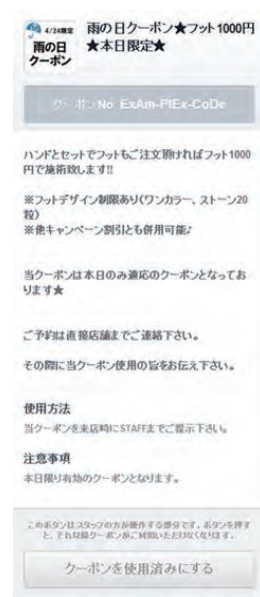 4/24限定
雨の日
クーポン
雨の日クーポン★フット1000円
★本日限定★
クーポンNo ExAm-PlEx-CoDe
ハンドとセットでフットもご注文頂ければフット1000
円で施術致します!!
※フットデザイン制限あり(ワンカラー、ストーン20
粒)
※他キャンペーン割引とも併用可能♪
当クーポンは本日のみ適応のクーポンとなってお
ります★
ご予約は直接店舗までご連絡下さい。
その際に当クーポン使用の旨をお伝え下さい。
使用方法
当クーポンを来店時にSTAFFまでご提示下さい。
注意事項
本日限り有効のクーポンとなります。
このボタンはスタッフの方が操作する部分です。ボタンを押す
と、それ以降クーポンがご利用いただけなくなります。
クーポンを使用済みにする